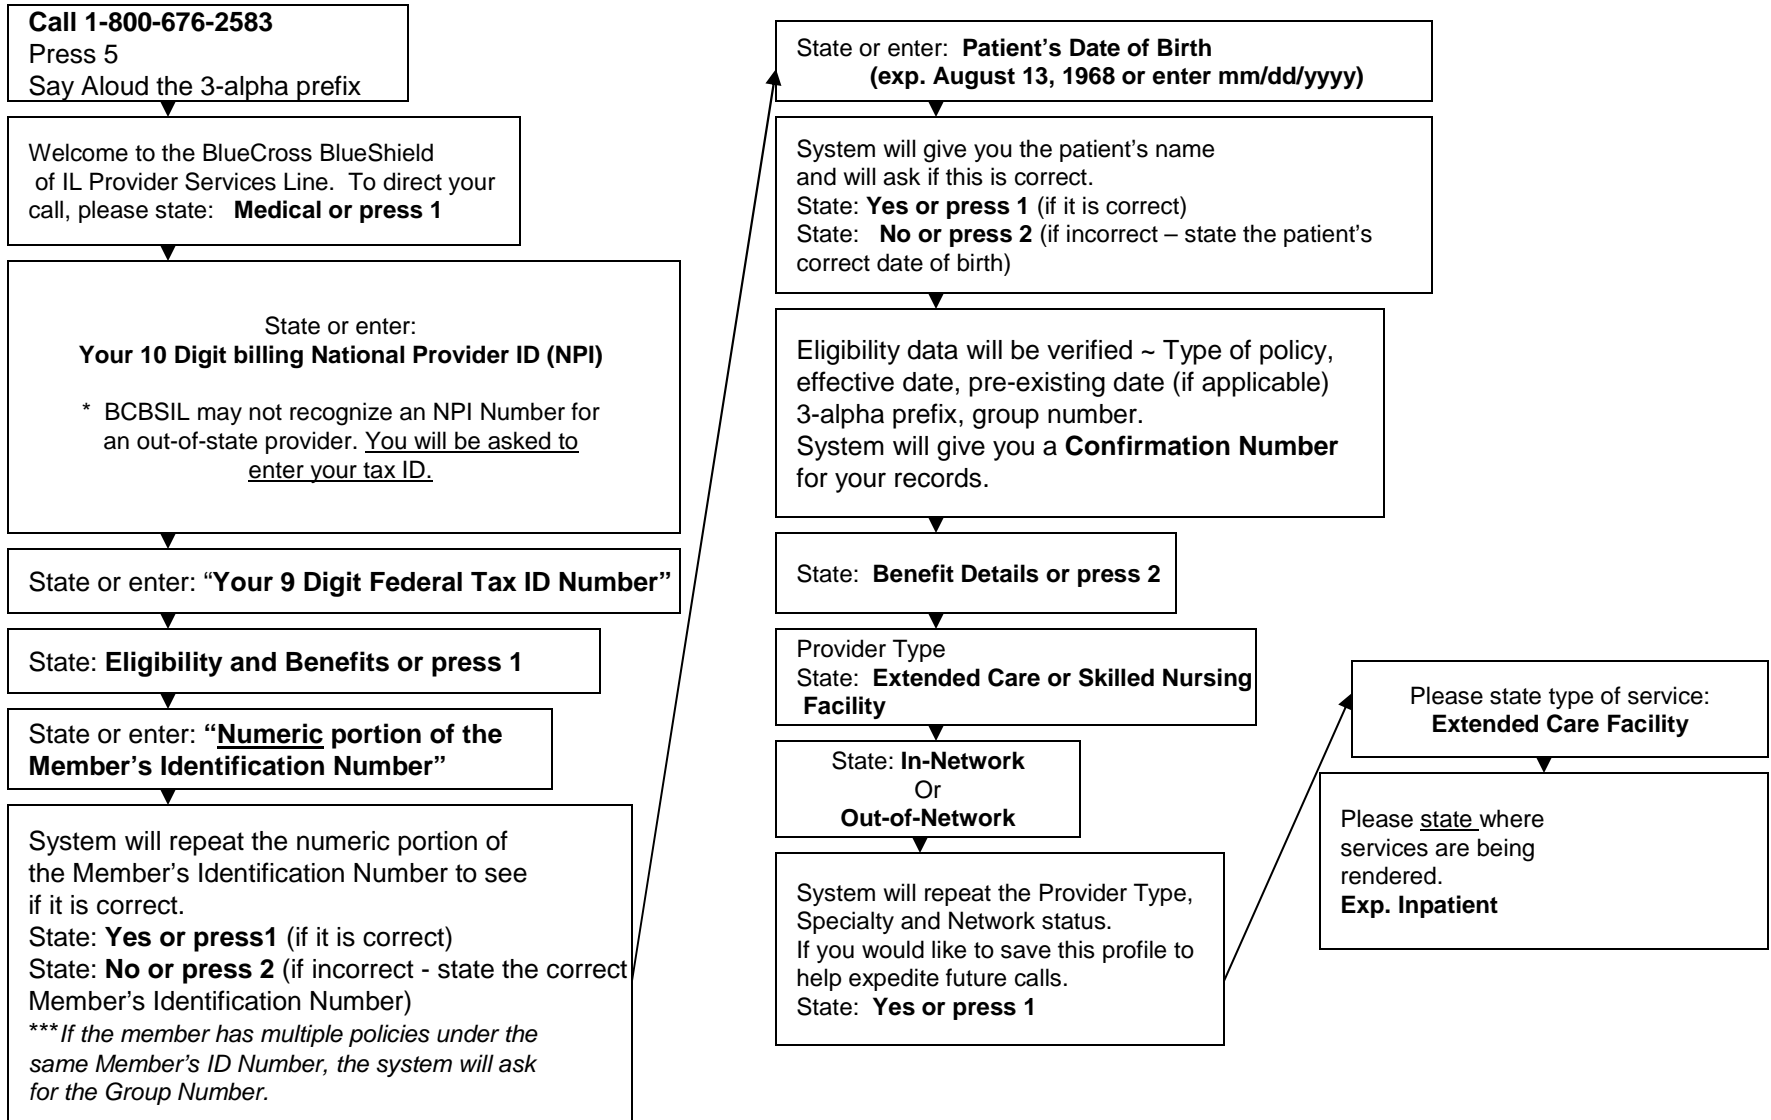 Call 1-800-676-2583
Press 5
Say Aloud the 3-alpha prefix
Welcome to the BlueCross BlueShield
of IL Provider Services Line. To direct your
call, please state: Medical or press 1
State or enter:
Your 10 Digit billing National Provider ID (NPI)
* BCBSIL may not recognize an NPI Number for
an out-of-state provider. You will be asked to
enter your tax ID.
State or enter: “Your 9 Digit Federal Tax ID Number”
State: Eligibility and Benefits or press 1
State or enter: “Numeric portion of the
Member’s Identification Number”
System will repeat the numeric portion of
the Member’s Identification Number to see
if it is correct.
State: Yes or press1 (if it is correct)
State: No or press 2 (if incorrect - state the correct
Member’s Identification Number)
***If the member has multiple policies under the
same Member’s ID Number, the system will ask
for the Group Number.
State or enter: Patient’s Date of Birth
(exp. August 13, 1968 or enter mm/dd/yyyy)
System will give you the patient’s name
and will ask if this is correct.
State: Yes or press 1 (if it is correct)
State: No or press 2 (if incorrect – state the patient’s
correct date of birth)
Eligibility data will be verified ~ Type of policy,
effective date, pre-existing date (if applicable)
3-alpha prefix, group number.
System will give you a Confirmation Number
for your records.
State: Benefit Details or press 2
Provider Type
State: Extended Care or Skilled Nursing
Facility
State: In-Network
Or
Out-of-Network
System will repeat the Provider Type,
Specialty and Network status.
If you would like to save this profile to
help expedite future calls.
State: Yes or press 1
Please state type of service:
Extended Care Facility
Please state where
services are being
rendered.
Exp. Inpatient